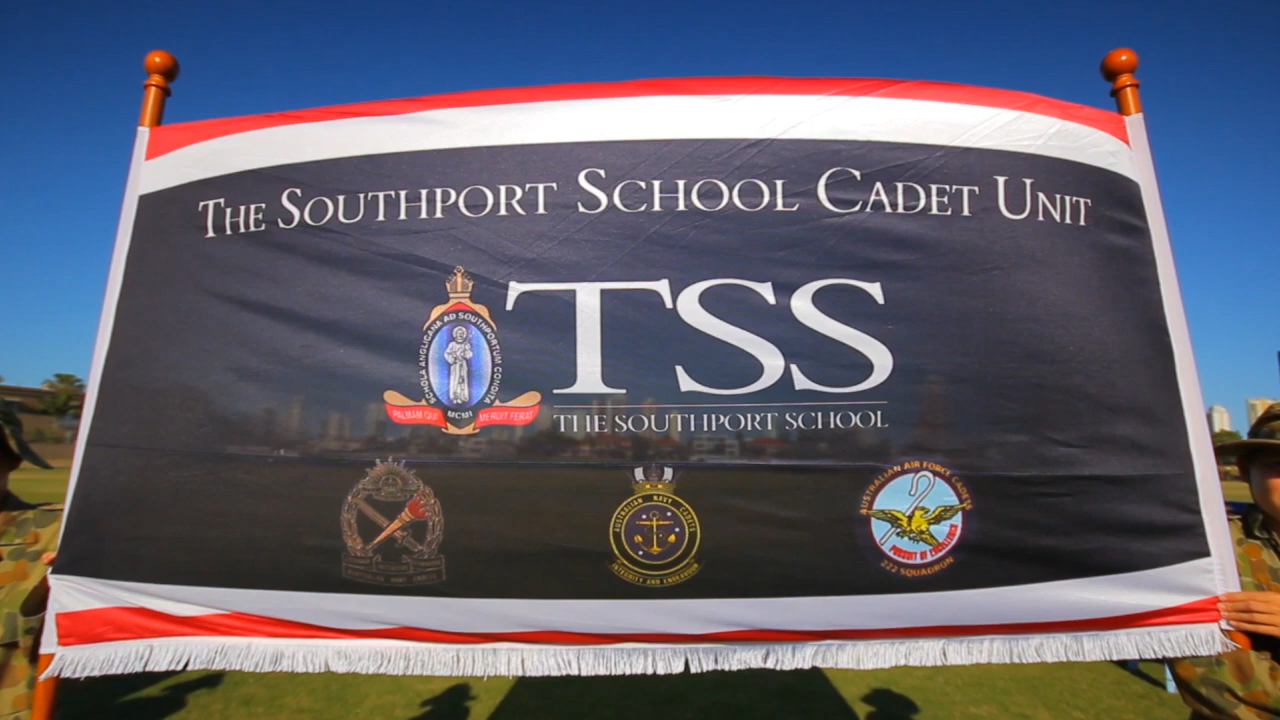 THE SOUTHPORT SCHOOL CADET UNIT
TSS
THE SOUTHPORT SCHOOL
SCHOLA ANGLICANA AD SOUTHPORTUM CONDITA
MCMI
PALMAM QUI MERUIT FERAT
AUSTRALIAN NAVY CADETS
INTEGRITY AND ENDEAVOUR
AUSTRALIAN AIR FORCE CADETS
PURSUIT OF EXCELLENCE
222 SQUADRON